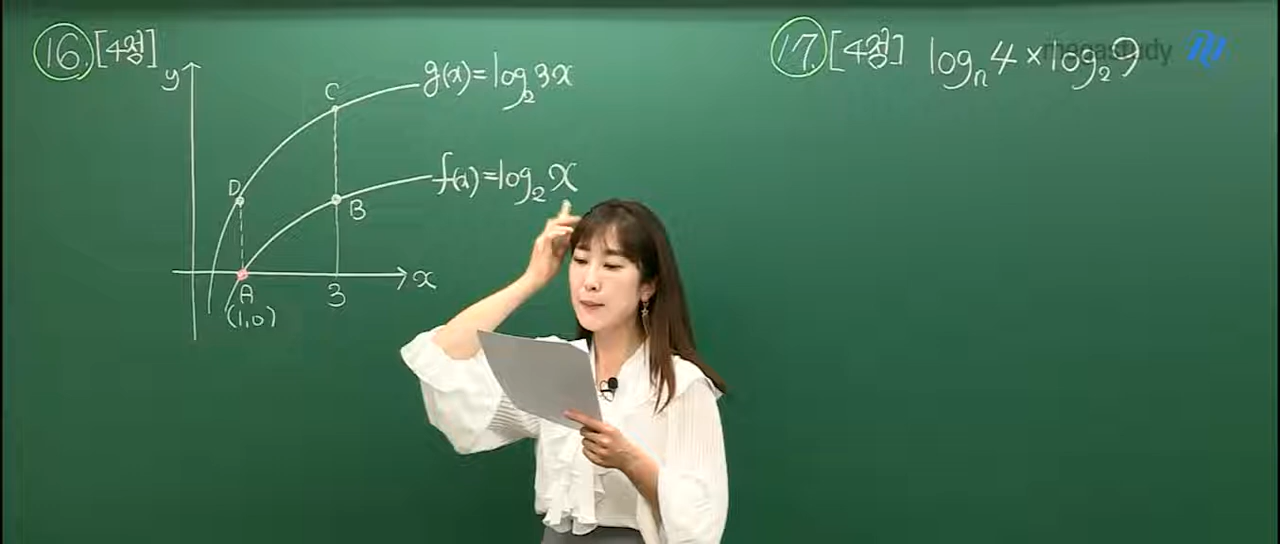 16. [4점]
y
g(x)=log₂3x
C
f(x)=log₂x
D
B
A
3
x
(1,0)
17. [4점] logₙ4×log₂9
megastudy